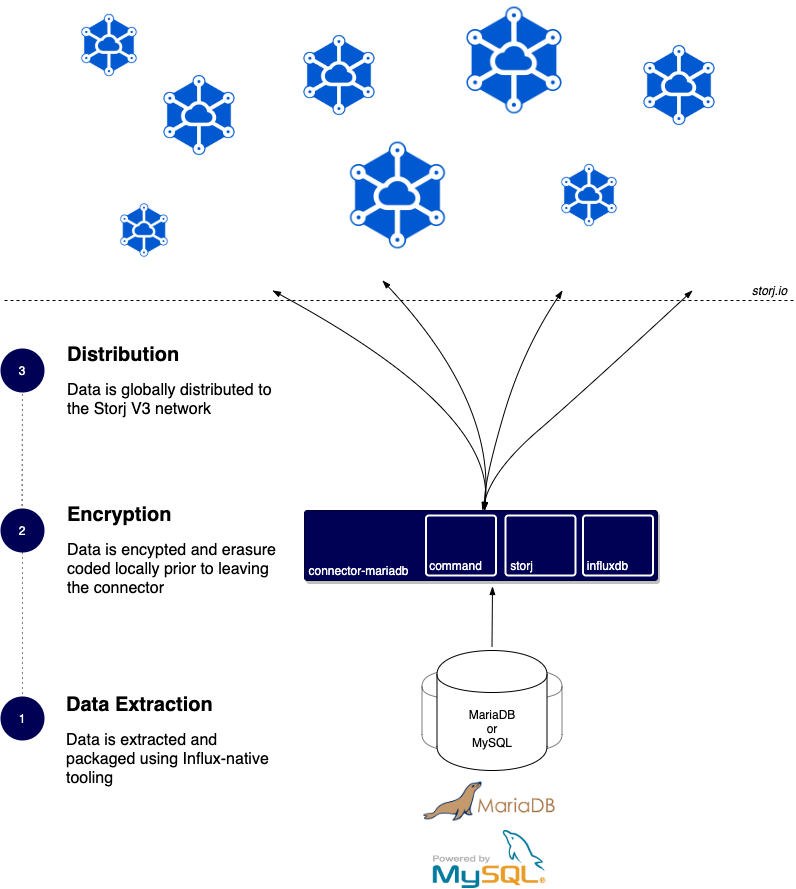 storj.io
3
Distribution
Data is globally distributed to
the Storj V3 network
2
Encryption
Data is encypted and erasure
coded locally prior to leaving
the connector
connector-mariadb
command
storj
influxdb
1
Data Extraction
Data is extracted and
packaged using Influx-native
tooling
MariaDB
or
MySQL
MariaDB
Powered by
MySQL®